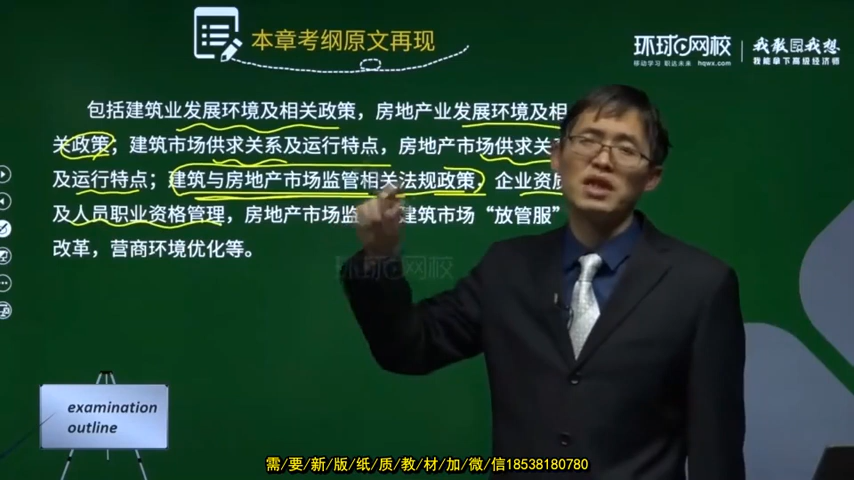 本章考纲原文再现
环球网校
移动学习 职达未来 hqwx.com
我敢想
我能拿下高级经济师
包括建筑业发展环境及相关政策，房地产业发展环境及相
关政策；建筑市场供求关系及运行特点，房地产市场供求关
及运行特点；建筑与房地产市场监管相关法规政策，企业资质
及人员职业资格管理，房地产市场监 建筑市场“放管服”
改革，营商环境优化等。
环球网校
examination
outline
需/要/新/版/纸/质/教/材/加/微/信18538180780